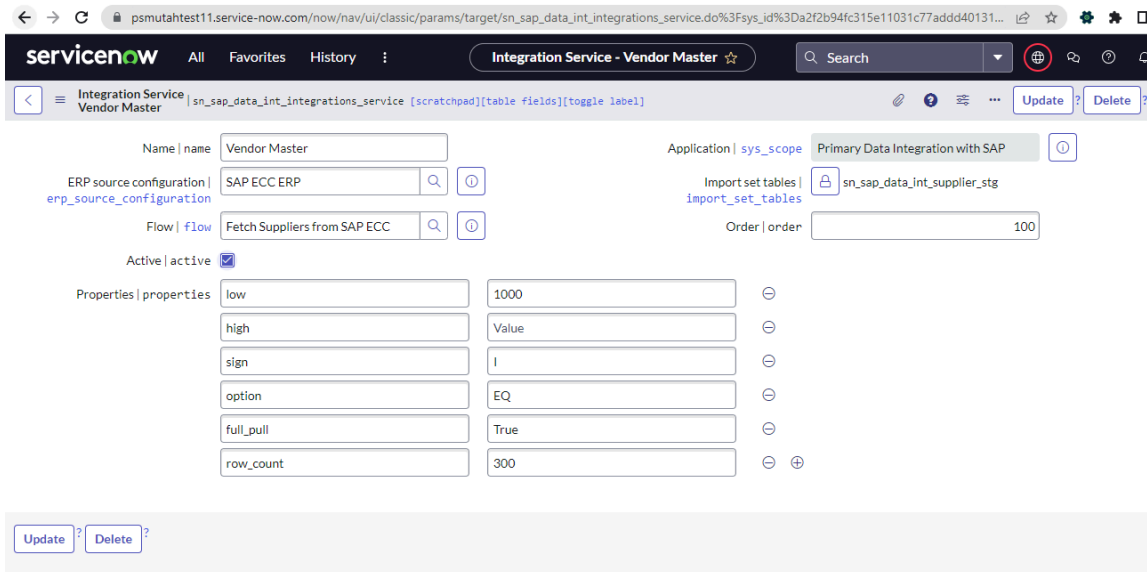 psmutahtest11.service-now.com/now/nav/ui/classic/params/target/sn_sap_data_int_integrations_service.do%3Fsys_id%3Da2f2b94fc315e11031c77addd40131...
servicenow All Favorites History Integration Service - Vendor Master Search
Integration Service
Vendor Master | sn_sap_data_int_integrations_service [scratchpad][table fields][toggle label] Update ? Delete ?
Name | name Vendor Master Application | sys_scope Primary Data Integration with SAP
ERP source configuration | erp_source_configuration SAP ECC ERP Import set tables | import_set_tables sn_sap_data_int_supplier_stg
Flow | flow Fetch Suppliers from SAP ECC Order | order 100
Active | active
Properties | properties low 1000
high Value
sign I
option EQ
full_pull True
row_count 300
Update ? Delete ?